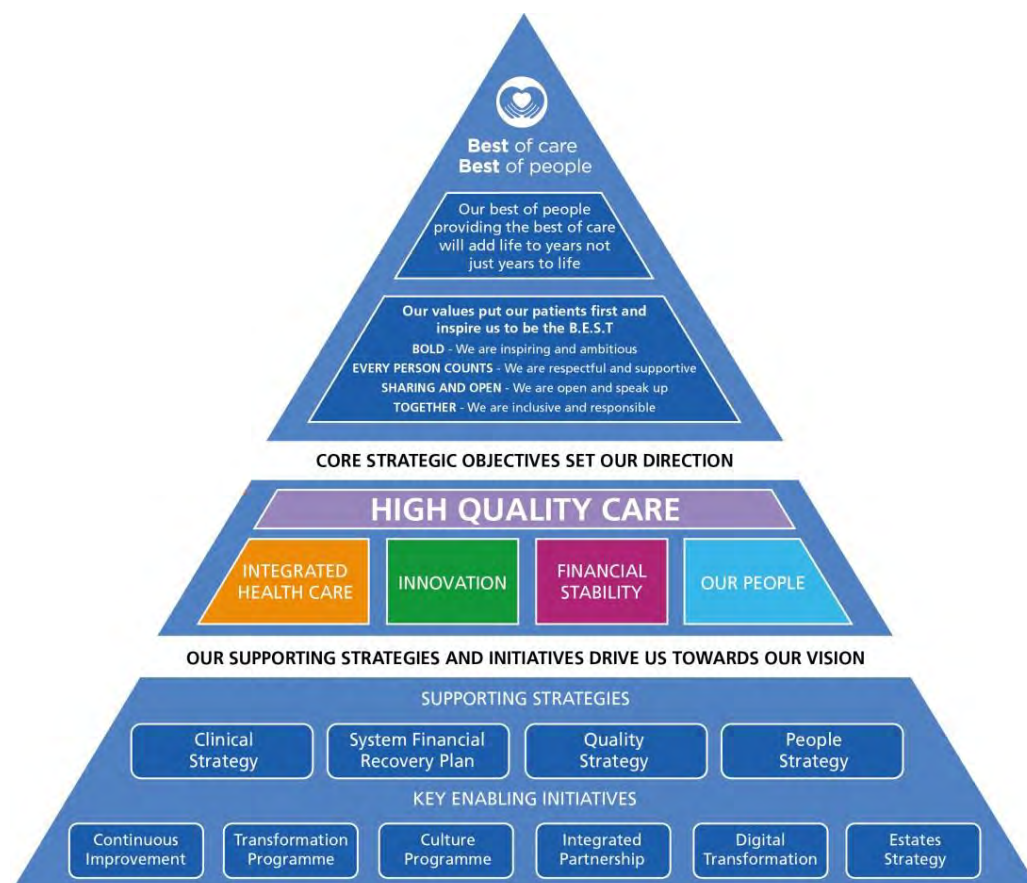 Best of care
Best of people
Our best of people
providing the best of care
will add life to years not
just years to life
Our values put our patients first and
inspire us to be the B.E.S.T
BOLD - We are inspiring and ambitious
EVERY PERSON COUNTS - We are respectful and supportive
SHARING AND OPEN - We are open and speak up
TOGETHER - We are inclusive and responsible
CORE STRATEGIC OBJECTIVES SET OUR DIRECTION
HIGH QUALITY CARE
INTEGRATED
HEALTH CARE
INNOVATION
FINANCIAL
STABILITY
OUR PEOPLE
OUR SUPPORTING STRATEGIES AND INITIATIVES DRIVE US TOWARDS OUR VISION
SUPPORTING STRATEGIES
Clinical
Strategy
System Financial
Recovery Plan
Quality
Strategy
People
Strategy
KEY ENABLING INITIATIVES
Continuous
Improvement
Transformation
Programme
Culture
Programme
Integrated
Partnership
Digital
Transformation
Estates
Strategy